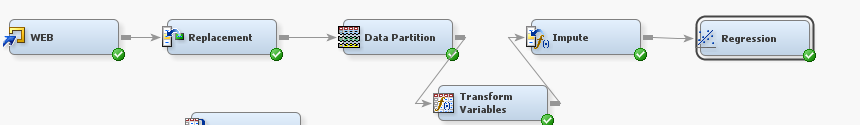 WEB
Replacement
Data Partition
Impute
Regression
Transform
Variables